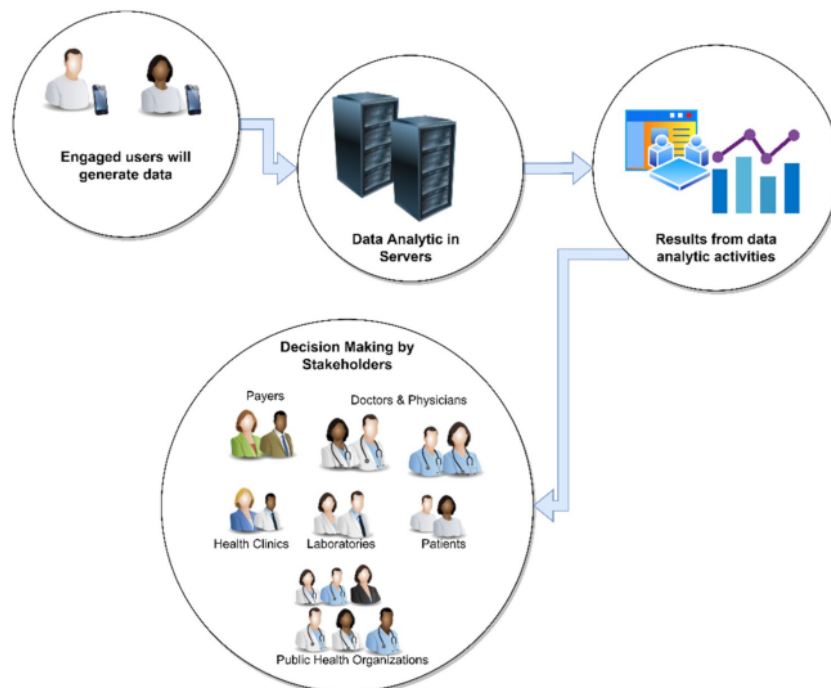 Engaged users will
generate data
Data Analytic in
Servers
Results from data
analytic activities
Decision Making by
Stakeholders
Payers
Doctors & Physicians
Health Clinics
Laboratories
Patients
Public Health Organizations